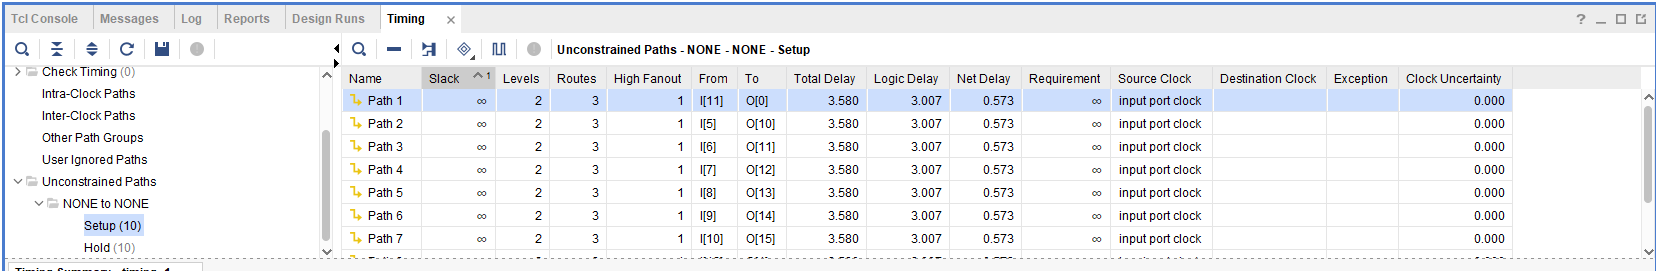 Tcl Console Messages Log Reports Design Runs Timing ×
? _
Unconstrained Paths - NONE - NONE - Setup
Check Timing (0)
Intra-Clock Paths
Inter-Clock Paths
Other Path Groups
User Ignored Paths
Unconstrained Paths
NONE to NONE
Setup (10)
Hold (10)
Name Slack ^1 Levels Routes High Fanout From To Total Delay Logic Delay Net Delay Requirement Source Clock Destination Clock Exception Clock Uncertainty
Path 1 ∞ 2 3 1 I[11] O[0] 3.580 3.007 0.573 ∞ input port clock 0.000
Path 2 ∞ 2 3 1 I[5] O[10] 3.580 3.007 0.573 ∞ input port clock 0.000
Path 3 ∞ 2 3 1 I[6] O[11] 3.580 3.007 0.573 ∞ input port clock 0.000
Path 4 ∞ 2 3 1 I[7] O[12] 3.580 3.007 0.573 ∞ input port clock 0.000
Path 5 ∞ 2 3 1 I[8] O[13] 3.580 3.007 0.573 ∞ input port clock 0.000
Path 6 ∞ 2 3 1 I[9] O[14] 3.580 3.007 0.573 ∞ input port clock 0.000
Path 7 ∞ 2 3 1 I[10] O[15] 3.580 3.007 0.573 ∞ input port clock 0.000